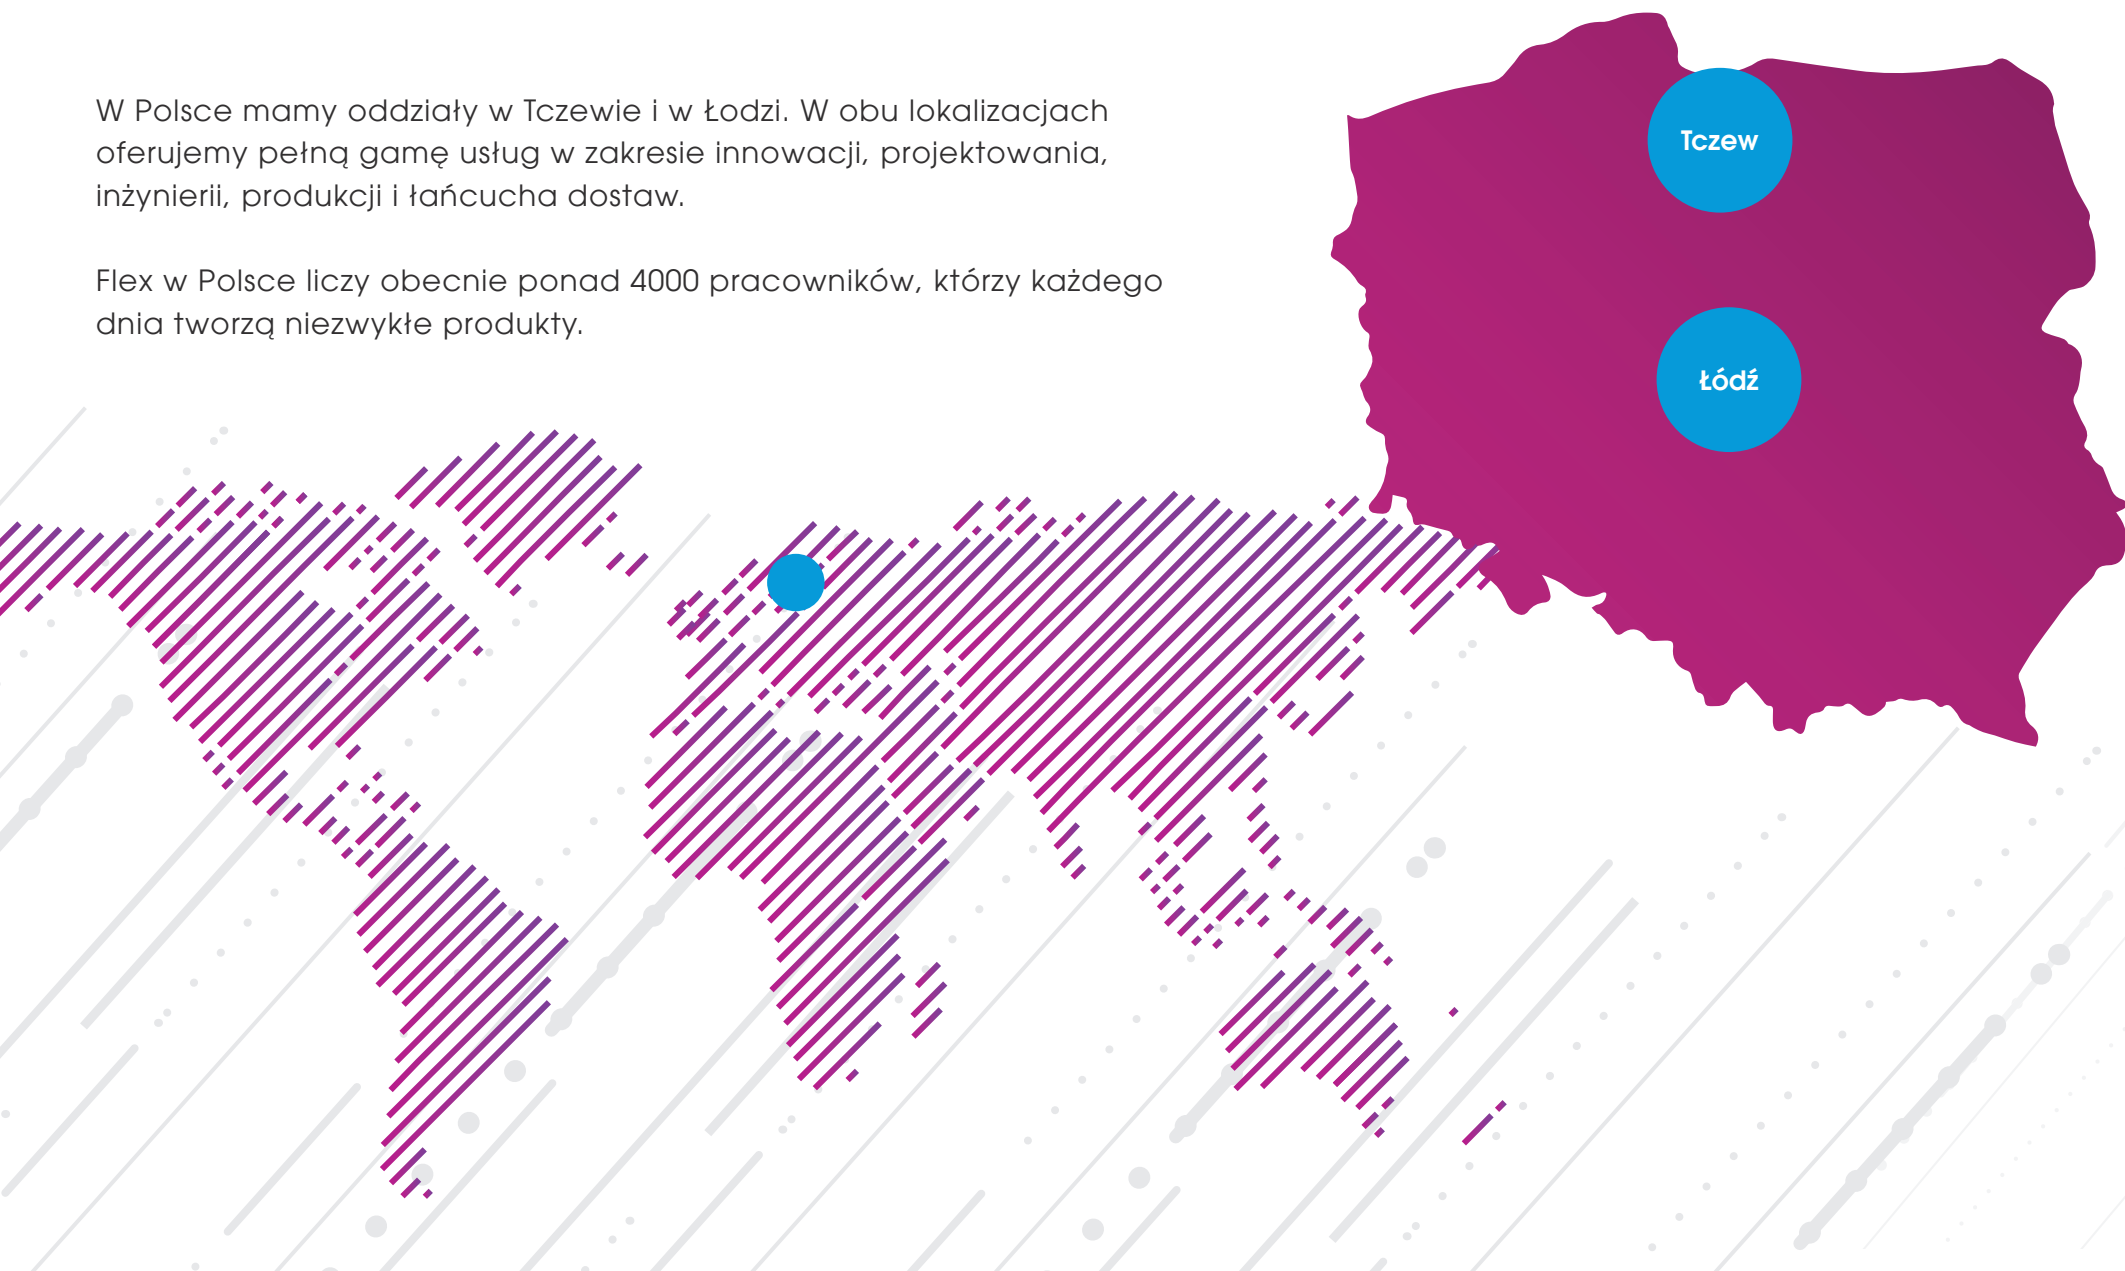 W Polsce mamy oddziały w Tczewie i w Łodzi. W obu lokalizacjach
oferujemy pełną gamę usług w zakresie innowacji, projektowania,
inżynierii, produkcji i łańcucha dostaw.
Flex w Polsce liczy obecnie ponad 4000 pracowników, którzy każdego
dnia tworzą niezwykłe produkty.
Tczew
Łódź